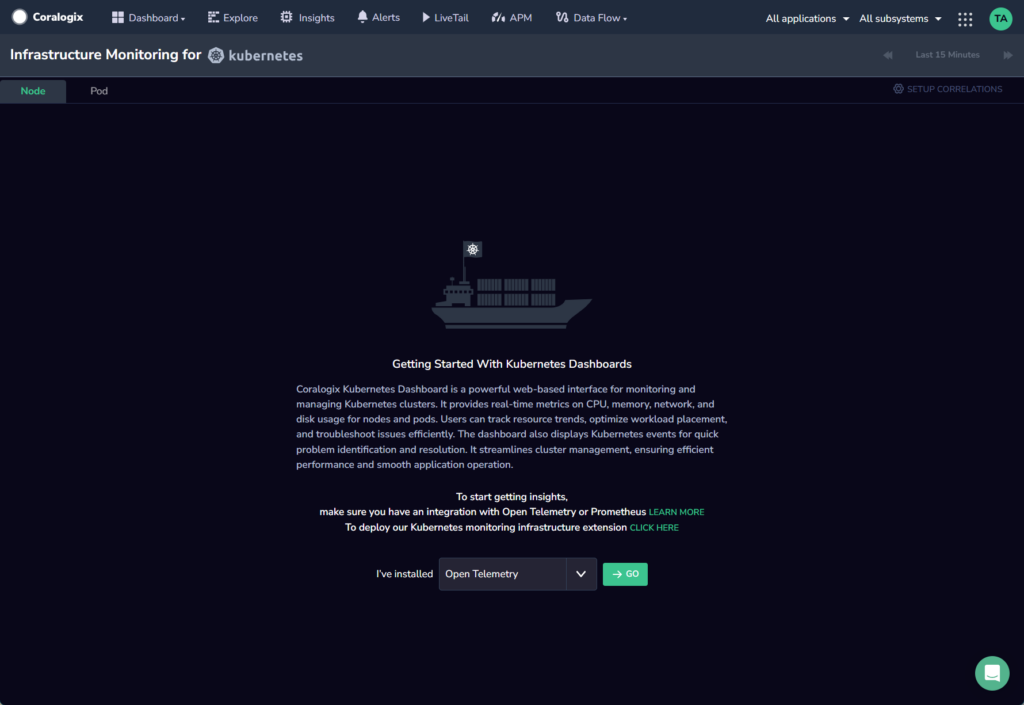 Coralogix Dashboard Explore Insights Alerts LiveTail APM Data Flow All applications All subsystems TA
Infrastructure Monitoring for kubernetes Last 15 Minutes
Node Pod SETUP CORRELATIONS
Getting Started With Kubernetes Dashboards
Coralogix Kubernetes Dashboard is a powerful web-based interface for monitoring and
managing Kubernetes clusters. It provides real-time metrics on CPU, memory, network, and
disk usage for nodes and pods. Users can track resource trends, optimize workload placement,
and troubleshoot issues efficiently. The dashboard also displays Kubernetes events for quick
problem identification and resolution. It streamlines cluster management, ensuring efficient
performance and smooth application operation.
To start getting insights,
make sure you have an integration with Open Telemetry or Prometheus LEARN MORE
To deploy our Kubernetes monitoring infrastructure extension CLICK HERE
I've installed Open Telemetry GO